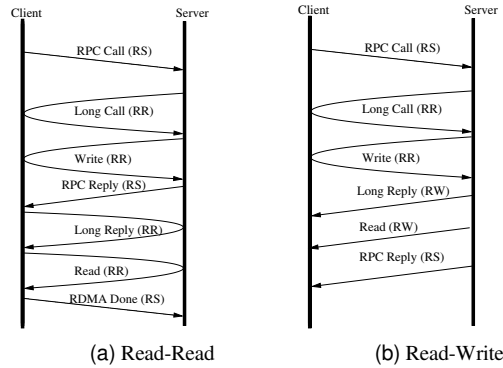 Client Server
RPC Call (RS)
Long Call (RR)
Write (RR)
RPC Reply (RS)
Long Reply (RR)
Read (RR)
RDMA Done (RS)
(a) Read-Read
Client Server
RPC Call (RS)
Long Call (RR)
Write (RR)
Long Reply (RW)
Read (RW)
RPC Reply (RS)
(b) Read-Write